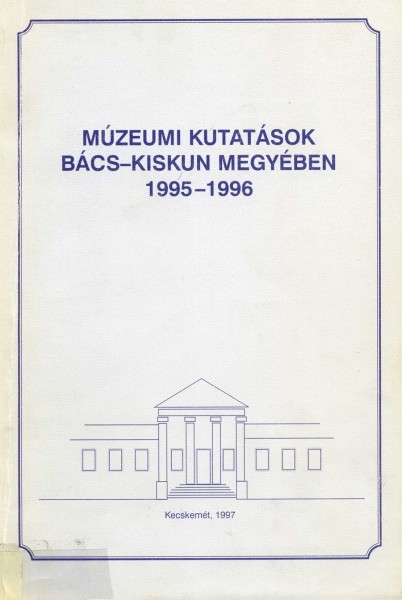 MÚZEUMI KUTATÁSOK
BÁCS–KISKUN MEGYÉBEN
1995–1996
Kecskemét, 1997